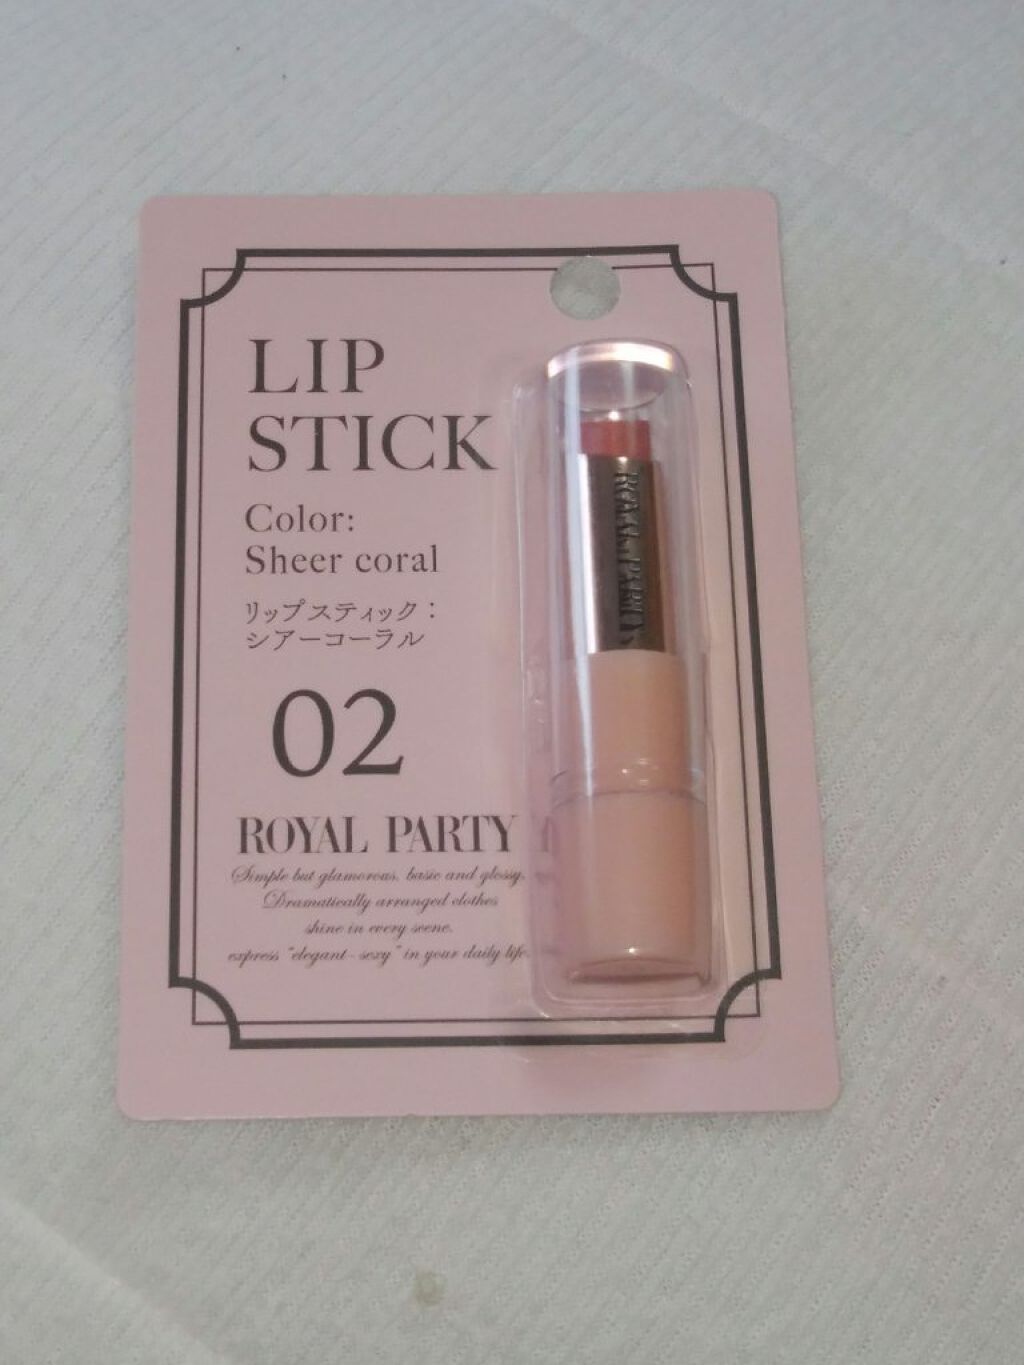 LIP
STICK
Color:
Sheer coral
リップスティック:
シアーコーラル
02
ROYAL PARTY
Simple but glamorous. basic and glossy.
Dramatically arranged clothes
shine in every scene.
express "elegant-sexy" in your daily life.
ROYAL PARTY